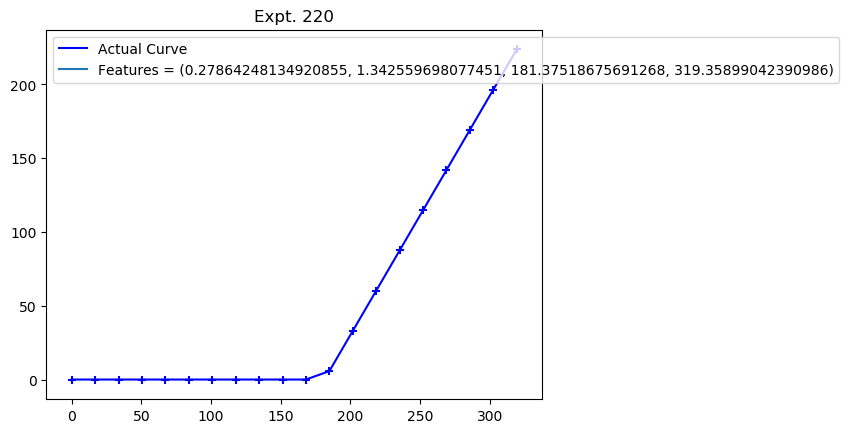 Expt. 220
Actual Curve
Features = (0.27864248134920855, 1.342559698077451, 181.37518675691268, 319.35899042390986)
200
150
100
50
0
0 50 100 150 200 250 300